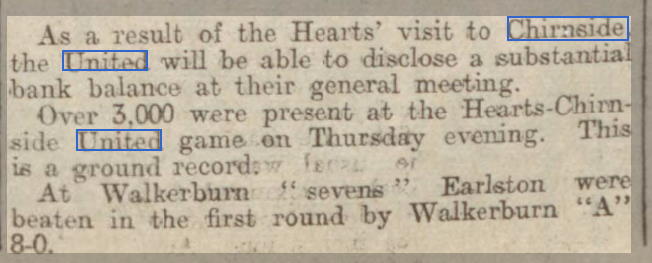 As a result of the Hearts' visit to Chirnside,
the United will be able to disclose a substantial
bank balance at their general meeting.
Over 3,000 were present at the Hearts-Chirn-
side United game on Thursday evening. This
is a ground record.
At Walkerburn "sevens" Earlston were
beaten in the first round by Walkerburn "A"
8-0.